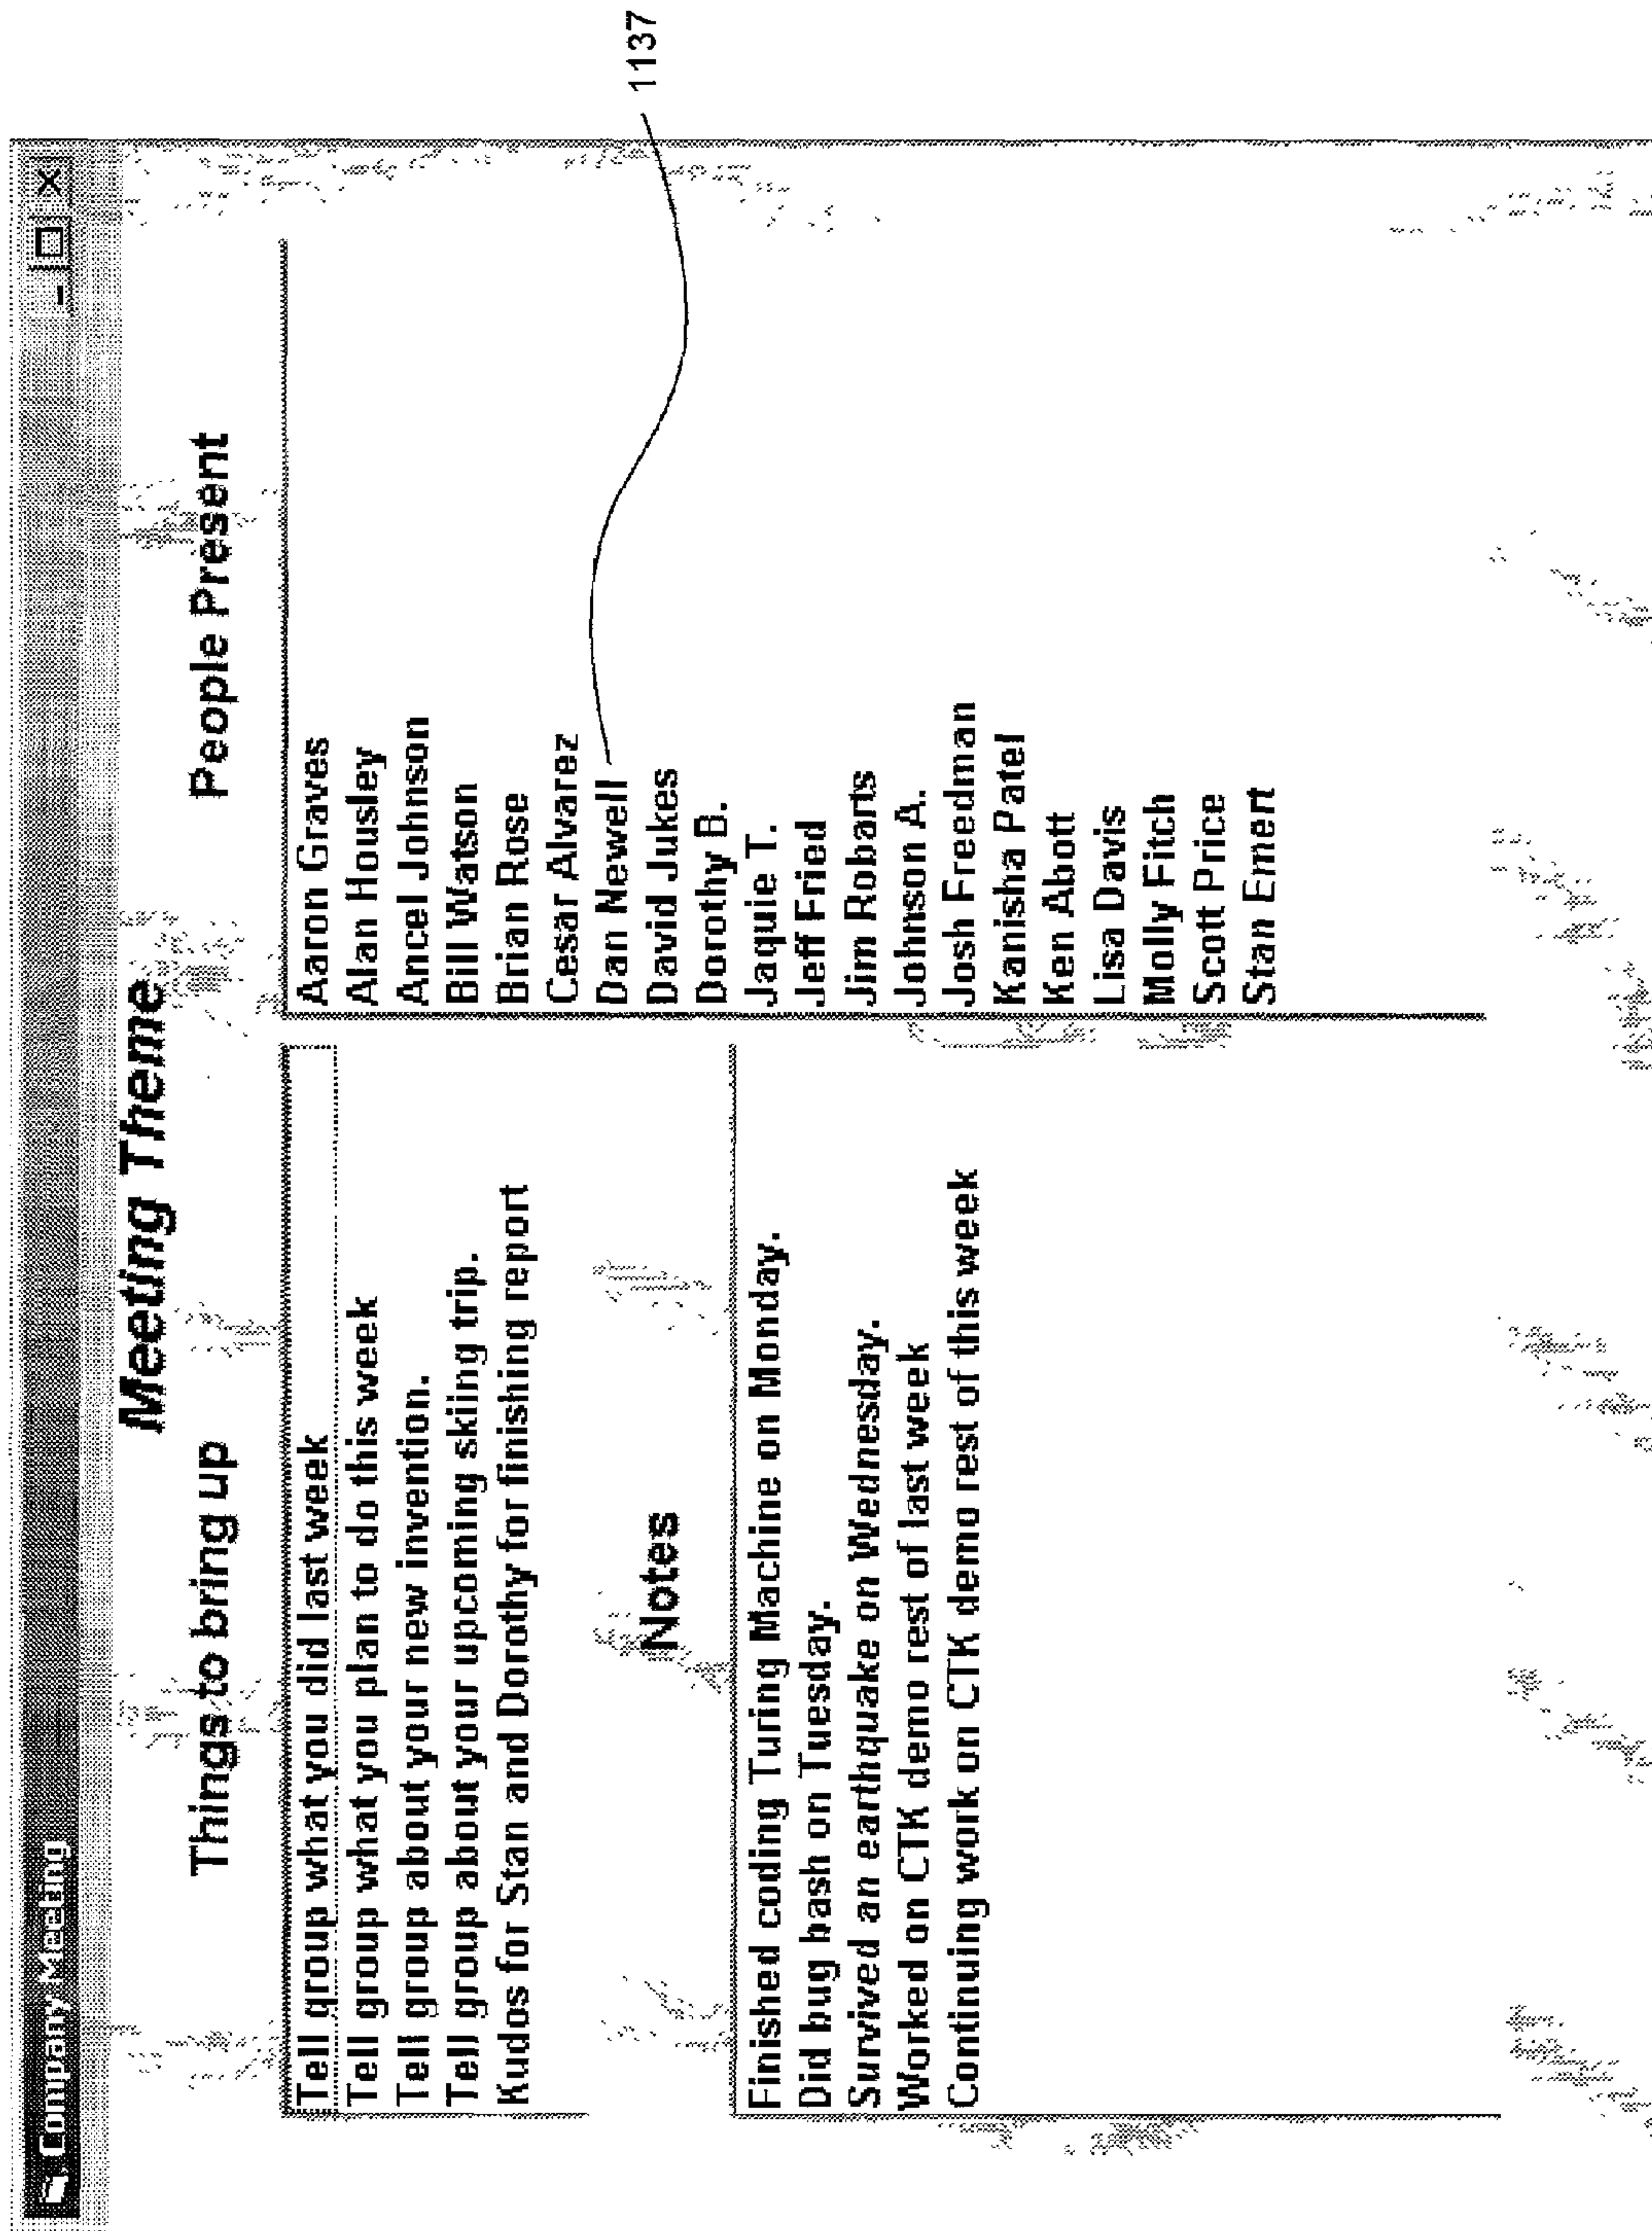 Company Meeting
Meeting Theme
Things to bring up
Tell group what you did last week
Tell group what you plan to do this week
Tell group about your new invention.
Tell group about your upcoming skiing trip.
Kudos for Stan and Dorothy for finishing report
Notes
Finished coding Turing Machine on Monday.
Did bug bash on Tuesday.
Survived an earthquake on Wednesday.
Worked on CTK demo rest of last week
Continuing work on CTK demo rest of this week
People Present
Aaron Graves
Alan Housley
Ancel Johnson
Bill Watson
Brian Rose
Cesar Alvarez
Dan Newell
David Jukes
Dorothy B.
Jaquie T.
Jeff Fried
Jim Robarts
Johnson A.
Josh Freedman
Kanisha Patel
Ken Abott
Lisa Davis
Molly Fitch
Scott Price
Stan Emert
1137